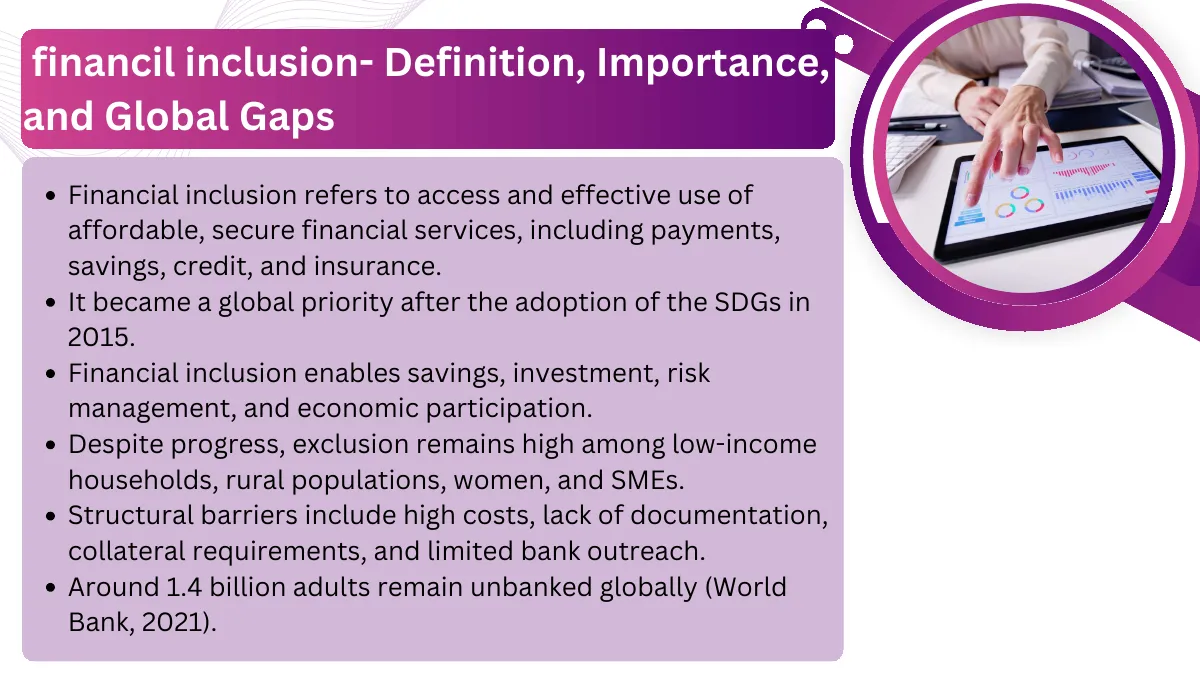 financil inclusion- Definition, Importance,
and Global Gaps
• Financial inclusion refers to access and effective use of
affordable, secure financial services, including payments,
savings, credit, and insurance.
• It became a global priority after the adoption of the SDGs in
2015.
• Financial inclusion enables savings, investment, risk
management, and economic participation.
• Despite progress, exclusion remains high among low-income
households, rural populations, women, and SMEs.
• Structural barriers include high costs, lack of documentation,
collateral requirements, and limited bank outreach.
• Around 1.4 billion adults remain unbanked globally (World
Bank, 2021).